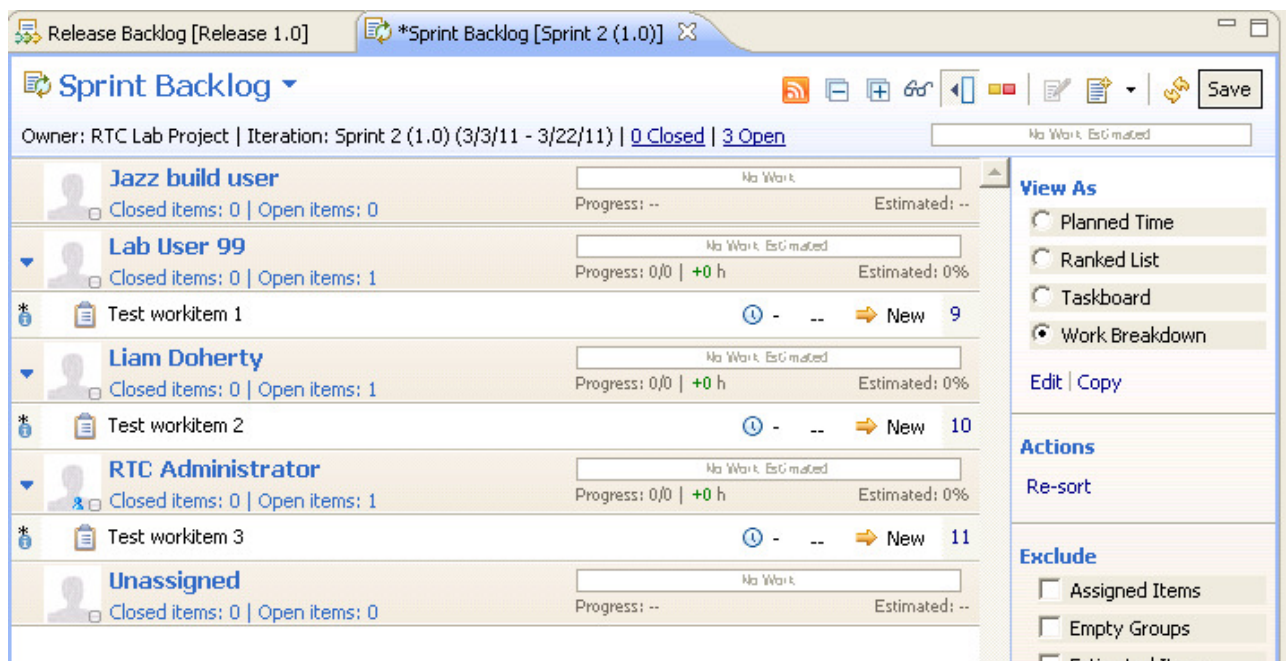 Release Backlog [Release 1.0]
*Sprint Backlog [Sprint 2 (1.0)]
Sprint Backlog
Save
Owner: RTC Lab Project | Iteration: Sprint 2 (1.0) (3/3/11 - 3/22/11) | 0 Closed | 3 Open
No Work Estimated
Jazz build user
No Work
Closed items: 0 | Open items: 0
Progress: --
Estimated: --
Lab User 99
No Work Estimated
Closed items: 0 | Open items: 1
Progress: 0/0 | +0 h
Estimated: 0%
Test workitem 1
- -- New 9
Liam Doherty
No Work Estimated
Closed items: 0 | Open items: 1
Progress: 0/0 | +0 h
Estimated: 0%
Test workitem 2
- -- New 10
RTC Administrator
No Work Estimated
Closed items: 0 | Open items: 1
Progress: 0/0 | +0 h
Estimated: 0%
Test workitem 3
- -- New 11
Unassigned
No Work
Closed items: 0 | Open items: 0
Progress: --
Estimated: --
View As
Planned Time
Ranked List
Taskboard
Work Breakdown
Edit | Copy
Actions
Re-sort
Exclude
Assigned Items
Empty Groups